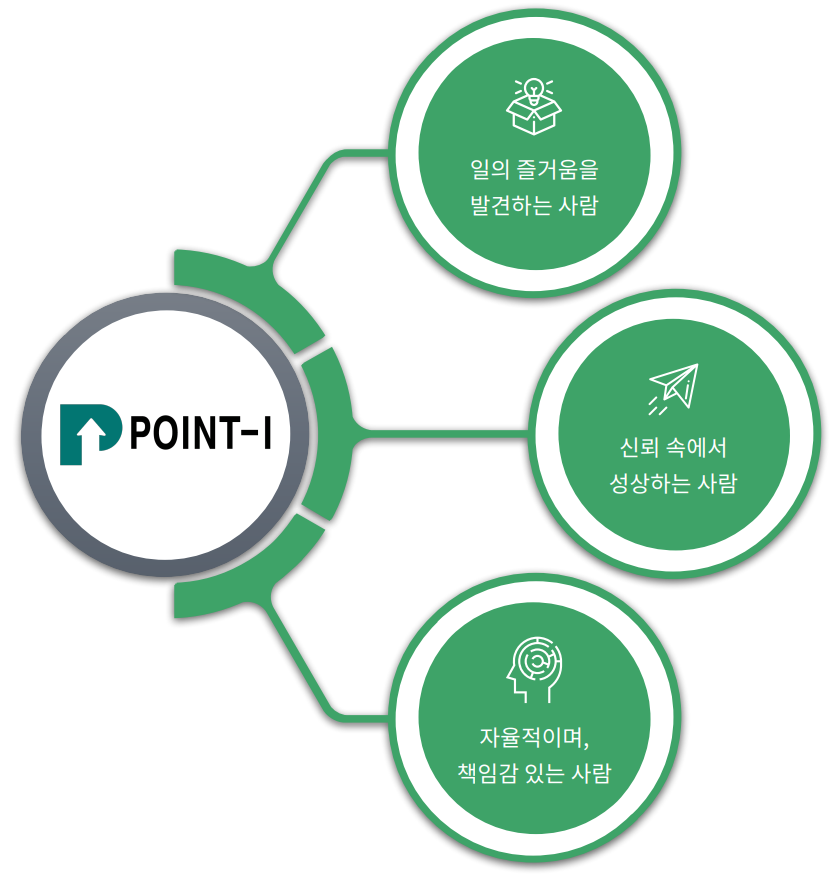 일의 즐거움을
발견하는 사람
POINT-I
신뢰 속에서
성상하는 사람
자율적이며,
책임감 있는 사람